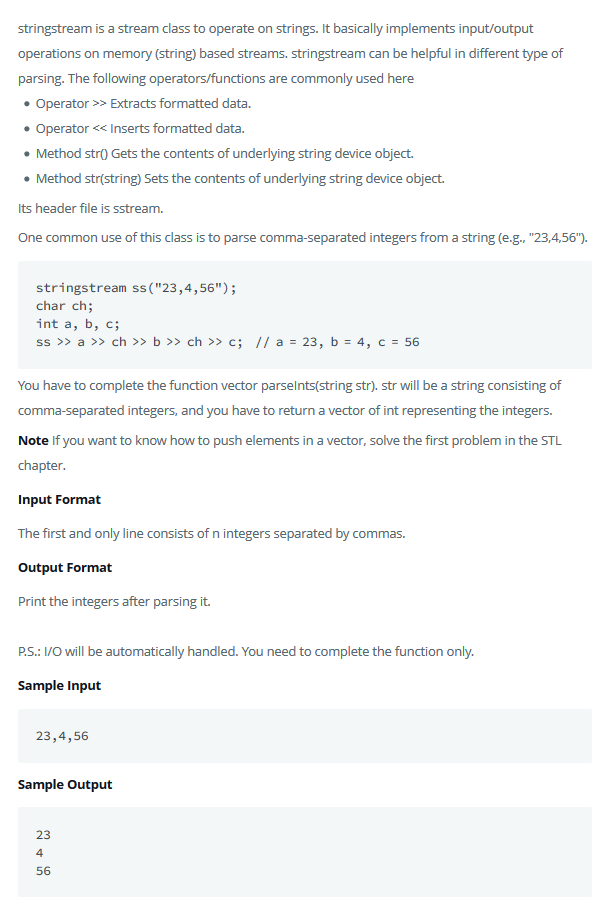 stringstream is a stream class to operate on strings. It basically implements input/output
operations on memory (string) based streams. stringstream can be helpful in different type of
parsing. The following operators/functions are commonly used here
• Operator >> Extracts formatted data.
• Operator << Inserts formatted data.
• Method str() Gets the contents of underlying string device object.
• Method str(string) Sets the contents of underlying string device object.
Its header file is sstream.
One common use of this class is to parse comma-separated integers from a string (e.g., "23,4,56").
stringstream ss("23,4,56");
char ch;
int a, b, c;
ss >> a >> ch >> b >> ch >> c;  // a = 23, b = 4, c = 56
You have to complete the function vector parseInts(string str). str will be a string consisting of
comma-separated integers, and you have to return a vector of int representing the integers.
Note If you want to know how to push elements in a vector, solve the first problem in the STL
chapter.
Input Format
The first and only line consists of n integers separated by commas.
Output Format
Print the integers after parsing it.
P.S.: I/O will be automatically handled. You need to complete the function only.
Sample Input
23,4,56
Sample Output
23
4
56